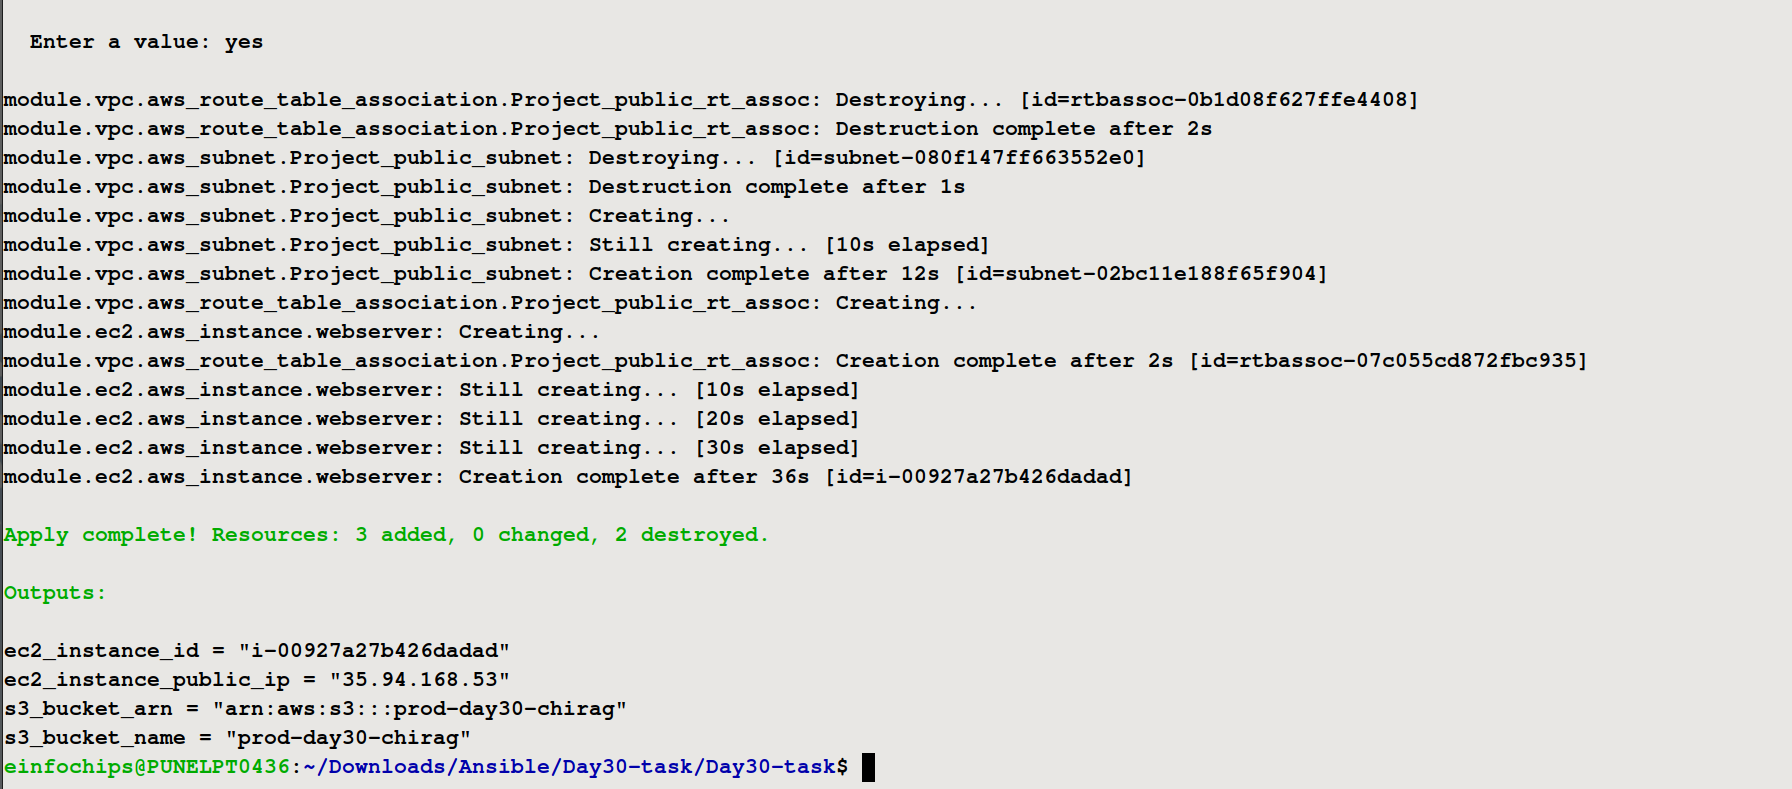 Enter a value: yes
module.vpc.aws_route_table_association.Project_public_rt_assoc: Destroying... [id=rtbassoc-0b1d08f627ffe4408]
module.vpc.aws_route_table_association.Project_public_rt_assoc: Destruction complete after 2s
module.vpc.aws_subnet.Project_public_subnet: Destroying... [id=subnet-080f147ff663552e0]
module.vpc.aws_subnet.Project_public_subnet: Destruction complete after 1s
module.vpc.aws_subnet.Project_public_subnet: Creating...
module.vpc.aws_subnet.Project_public_subnet: Still creating... [10s elapsed]
module.vpc.aws_subnet.Project_public_subnet: Creation complete after 12s [id=subnet-02bc11e188f65f904]
module.vpc.aws_route_table_association.Project_public_rt_assoc: Creating...
module.ec2.aws_instance.webserver: Creating...
module.vpc.aws_route_table_association.Project_public_rt_assoc: Creation complete after 2s [id=rtbassoc-07c055cd872fbc935]
module.ec2.aws_instance.webserver: Still creating... [10s elapsed]
module.ec2.aws_instance.webserver: Still creating... [20s elapsed]
module.ec2.aws_instance.webserver: Still creating... [30s elapsed]
module.ec2.aws_instance.webserver: Creation complete after 36s [id=i-00927a27b426dadad]
Apply complete! Resources: 3 added, 0 changed, 2 destroyed.
Outputs:
ec2_instance_id = "i-00927a27b426dadad"
ec2_instance_public_ip = "35.94.168.53"
s3_bucket_arn = "arn:aws:s3:::prod-day30-chirag"
s3_bucket_name = "prod-day30-chirag"
einfochips@PUNELPT0436:~/Downloads/Ansible/Day30-task/Day30-task$